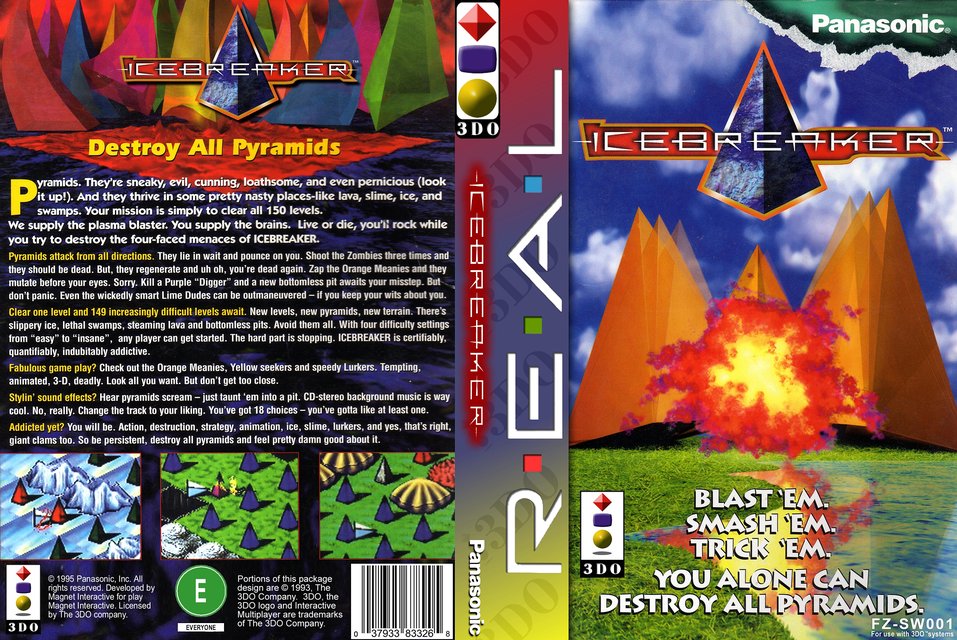 ICEBREAKER™
Destroy All Pyramids
Pyramids. They're sneaky, evil, cunning, loathsome, and even pernicious (look
it up!). And they thrive in some pretty nasty places-like lava, slime, ice, and
swamps. Your mission is simply to clear all 150 levels.
We supply the plasma blaster. You supply the brains. Live or die, you'll rock while
you try to destroy the four-faced menaces of ICEBREAKER.
Pyramids attack from all directions. They lie in wait and pounce on you. Shoot the Zombies three times and
they should be dead. But, they regenerate and uh oh, you're dead again. Zap the Orange Meanies and they
mutate before your eyes. Sorry. Kill a Purple "Digger" and a new bottomless pit awaits your misstep. But
don't panic. Even the wickedly smart Lime Dudes can be outmaneuvered – if you keep your wits about you.
Clear one level and 149 increasingly difficult levels await. New levels, new pyramids, new terrain. There's
slippery ice, lethal swamps, steaming lava and bottomless pits. Avoid them all. With four difficulty settings
from "easy" to "insane", any player can get started. The hard part is stopping. ICEBREAKER is certifiably,
quantifiably, indubitably addictive.
Fabulous game play? Check out the Orange Meanies, Yellow seekers and speedy Lurkers. Tempting,
animated, 3-D, deadly. Look all you want. But don't get too close.
Stylin' sound effects? Hear pyramids scream – just taunt 'em into a pit. CD-stereo background music is way
cool. No, really. Change the track to your liking. You've got 18 choices – you've gotta like at least one.
Addicted yet? You will be. Action, destruction, strategy, animation, ice, slime, lurkers, and yes, that's right,
giant clams too. So be persistent, destroy all pyramids and feel pretty damn good about it.
3DO
© 1995 Panasonic, Inc. All
rights reserved. Developed by
Magnet Interactive for play
Magnet Interactive. Licensed
by The 3DO company.
E
EVERYONE
Portions of this package
design are © 1993, The
3DO Company. 3DO, the
3DO logo and Interactive
Multiplayer are trademarks
of The 3DO Company.
0 37933 83326 8
3DO
ICEBREAKER
Panasonic
R·E·A·L
Panasonic®
ICEBREAKER™
3DO
BLAST 'EM.
SMASH 'EM.
TRICK 'EM.
YOU ALONE CAN
DESTROY ALL PYRAMIDS.
FZ-SW001
For use with 3DO™systems